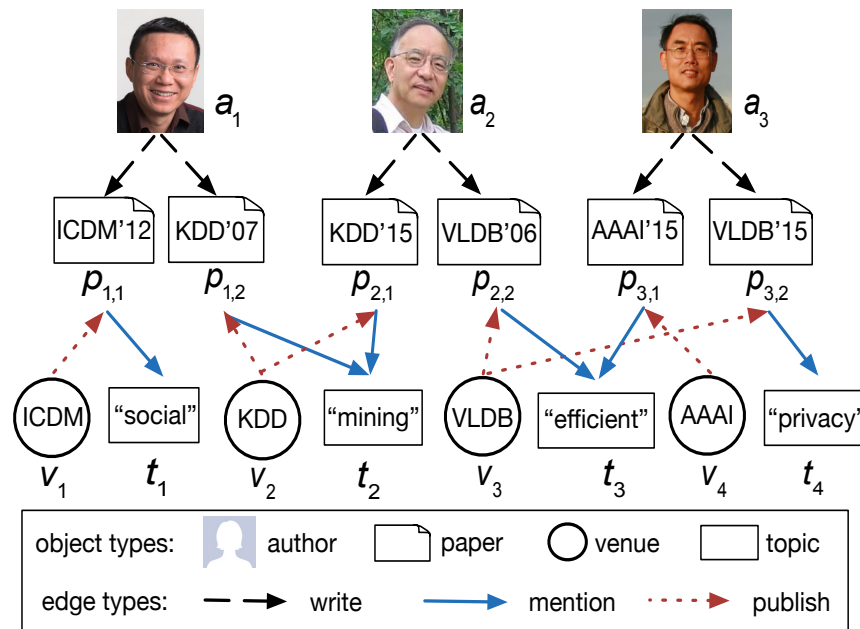 a1 a2 a3
ICDM'12 KDD'07 KDD'15 VLDB'06 AAAI'15 VLDB'15
p1,1 p1,2 p2,1 p2,2 p3,1 p3,2
ICDM "social" KDD "mining" VLDB "efficient" AAAI "privacy"
v1 t1 v2 t2 v3 t3 v4 t4
object types: author paper venue topic
edge types: write mention publish